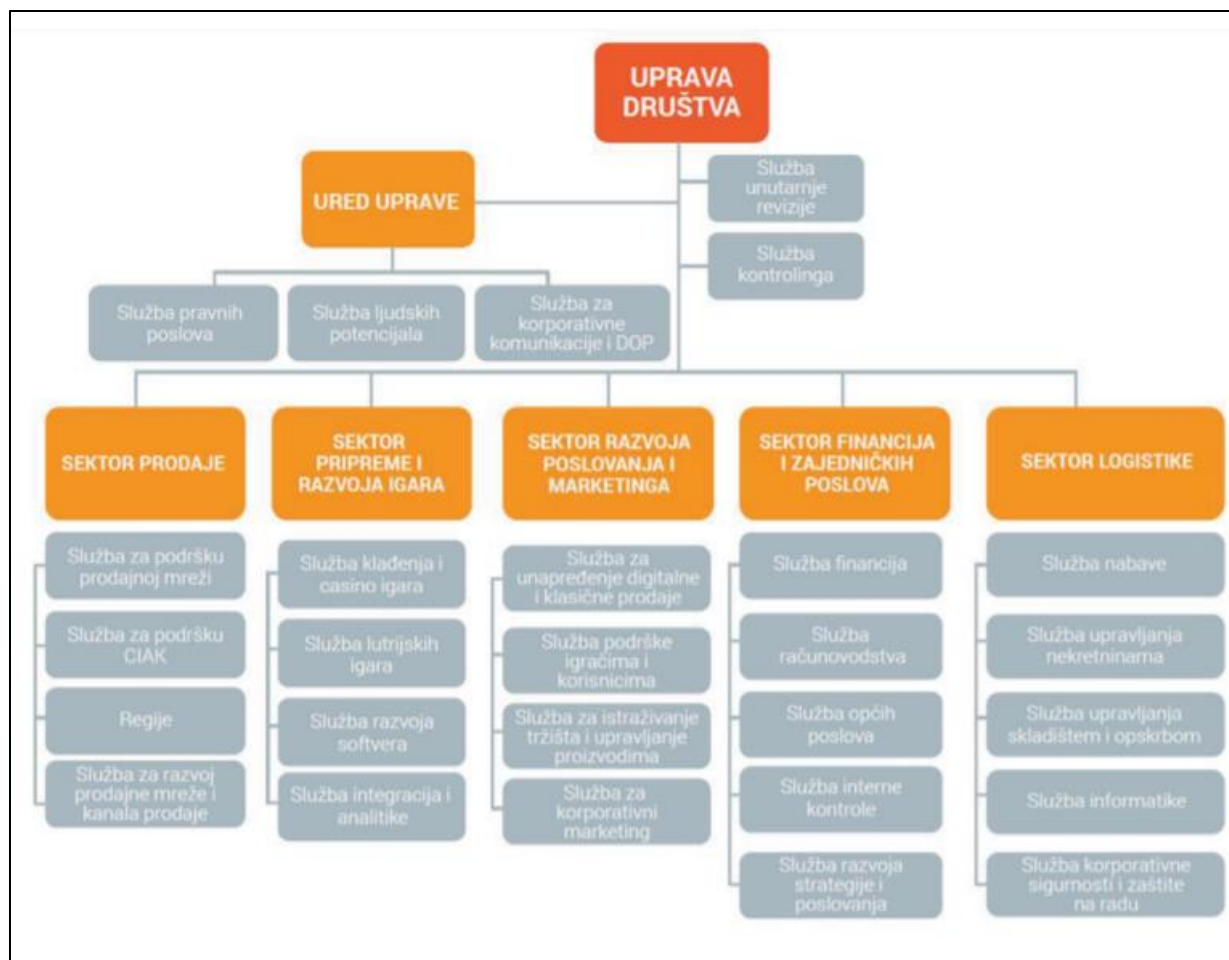 UPRAVA
DRUŠTVA
Služba
unutarnje
revizije
URED UPRAVE
Služba
kontrolinga
Služba pravnih
poslova
Služba ljudskih
potencijala
Služba za
korporativne
komunikacije i DOP
SEKTOR PRODAJE
SEKTOR
PRIPREME I
RAZVOJA IGARA
SEKTOR RAZVOJA
POSLOVANJA I
MARKETINGA
SEKTOR FINANCIJA
I ZAJEDNIČKIH
POSLOVA
SEKTOR LOGISTIKE
Služba za podršku
prodajnoj mreži
Služba za podršku
CIAK
Regije
Služba za razvoj
prodajne mreže i
kanala prodaje
Služba klađenja i
casino igara
Služba lutrijskih
igara
Služba razvoja
softvera
Služba integracija i
analitike
Služba za
unapređenje digitalne
i klasične prodaje
Služba podrške
igračima i
korisnicima
Služba za istraživanje
tržišta i upravljanje
proizvodima
Služba za
korporativni
marketing
Služba financija
Služba
računovodstva
Služba općih
poslova
Služba interne
kontrole
Služba razvoja
strategije i
poslovanja
Služba nabave
Služba upravljanja
nekretninama
Služba upravljanja
skladištem i opskrbom
Služba informatike
Služba korporativne
sigurnosti i zaštite
na radu